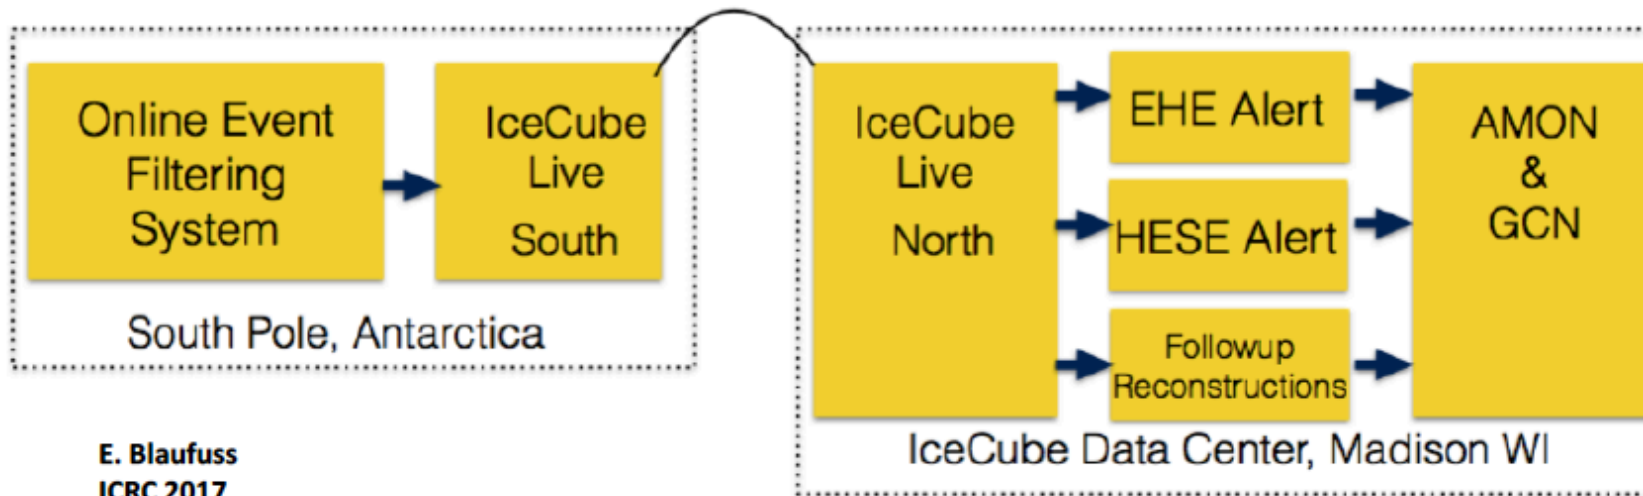 Online Event
Filtering
System
IceCube
Live
South
South Pole, Antarctica
IceCube
Live
North
EHE Alert
HESE Alert
Followup
Reconstructions
AMON
&
GCN
IceCube Data Center, Madison WI
E. Blaufuss
ICRC 2017